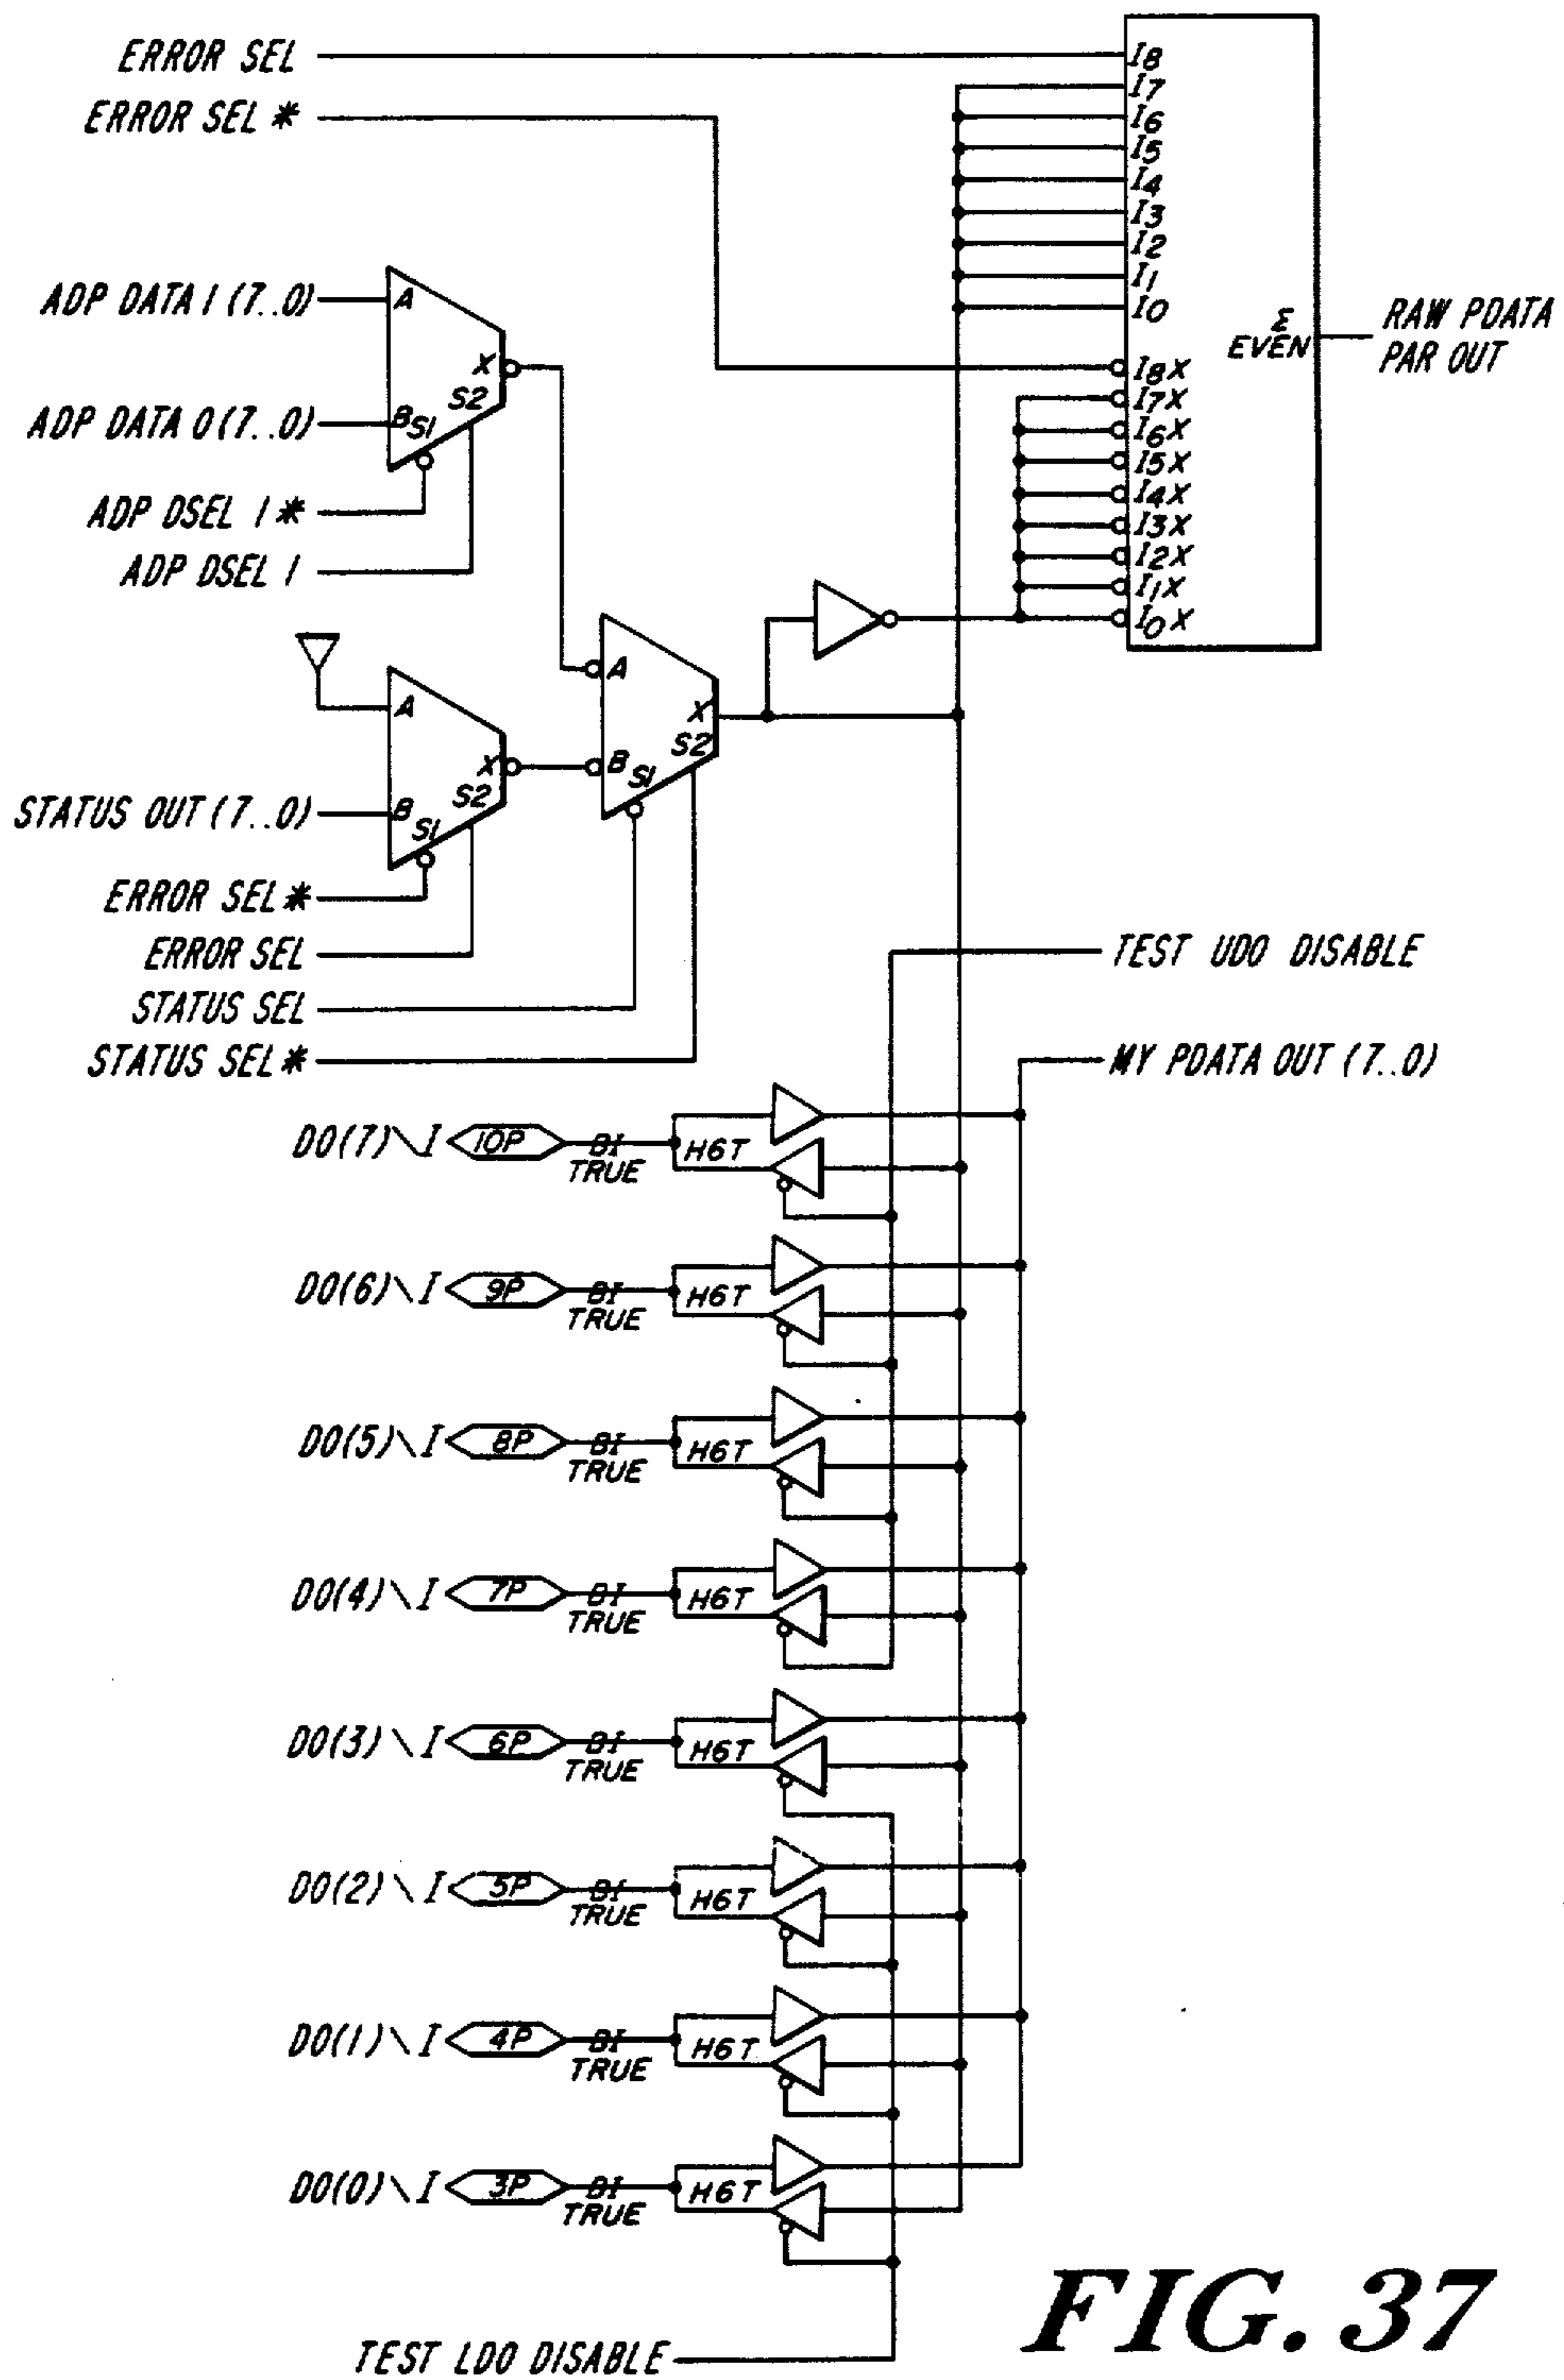 ERROR SEL
ERROR SEL *
I8
I7
I6
I5
I4
I3
I2
I1
I0
Σ
EVEN
RAW PDATA
PAR OUT
I8X
I7X
I6X
I5X
I4X
I3X
I2X
I1X
I0X
ADP DATA 1 (7..0)
A
X
S2
ADP DATA 0 (7..0)
B
S1
ADP DSEL 1 *
ADP DSEL 1
A
X
S2
STATUS OUT (7..0)
B
S1
A
X
S2
B
S1
ERROR SEL *
ERROR SEL
STATUS SEL
STATUS SEL *
TEST UDO DISABLE
MY PDATA OUT (7..0)
DO(7)\I 10P BI TRUE H6T
DO(6)\I 9P BI TRUE H6T
DO(5)\I 8P BI TRUE H6T
DO(4)\I 7P BI TRUE H6T
DO(3)\I 6P BI TRUE H6T
DO(2)\I 5P BI TRUE H6T
DO(1)\I 4P BI TRUE H6T
DO(0)\I 3P BI TRUE H6T
TEST LDO DISABLE
FIG. 37